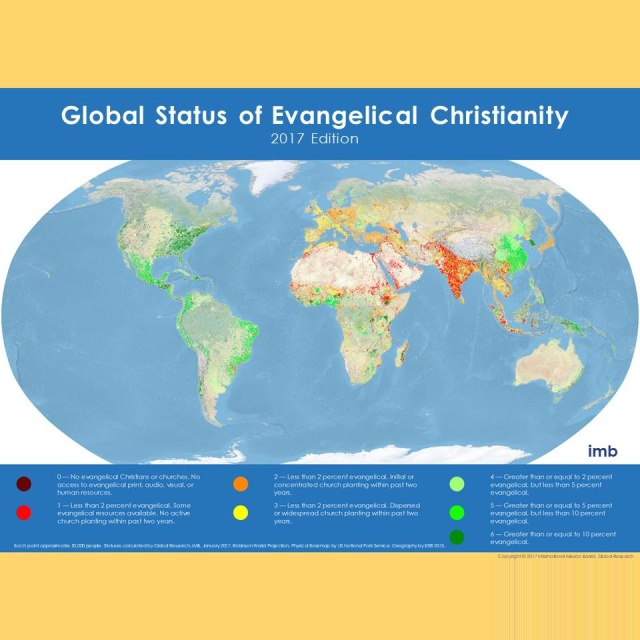 Global Status of Evangelical Christianity
2017 Edition
imb
0 — No evangelical Christians or churches. No
access to evangelical print, audio, visual, or
human resources.
1 — Less than 2 percent evangelical. Some
evangelical resources available. No active
church planting within past two years.
2 — Less than 2 percent evangelical. Initial or
concentrated church planting within past two
years.
3 — Less than 2 percent evangelical. Dispersed
or widespread church planting within past two
years.
4 — Greater than or equal to 2 percent
evangelical, but less than 5 percent
evangelical.
5 — Greater than or equal to 5 percent
evangelical, but less than 10 percent
evangelical.
6 — Greater than or equal to 10 percent
evangelical.
Each point approximates 50,000 people. Statuses calculated by Global Research, IMB, January 2017. Robinson World Projection. Physical Basemap by US National Park Service. Geography by ESRI
Copyright © 2017 International Mission Board, Global Research